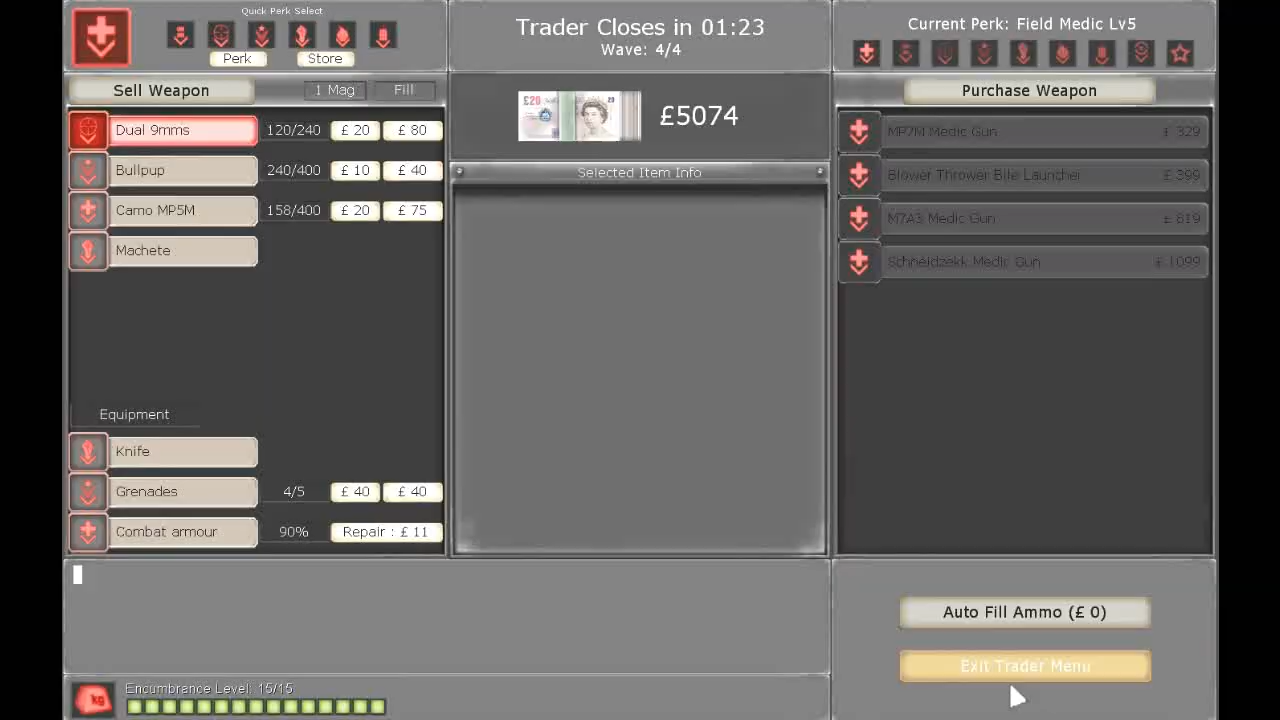 Quick Perk Select
Perk
Store
Trader Closes in 01:23
Wave: 4/4
Current Perk: Field Medic Lv5
Sell Weapon
1 Mag
Fill
£20
£5074
Purchase Weapon
Dual 9mms 120/240 £ 20 £ 80
Bullpup 240/400 £ 10 £ 40
Camo MP5M 158/400 £ 20 £ 75
Machete
Selected Item Info
MP7M Medic Gun £ 329
Blower Thrower Bile Launcher £ 399
M7A3 Medic Gun £ 819
Schneidzekk Medic Gun £ 1099
Equipment
Knife
Grenades 4/5 £ 40 £ 40
Combat armour 90% Repair : £ 11
Auto Fill Ammo (£ 0)
Exit Trader Menu
kg
Encumbrance Level: 15/15